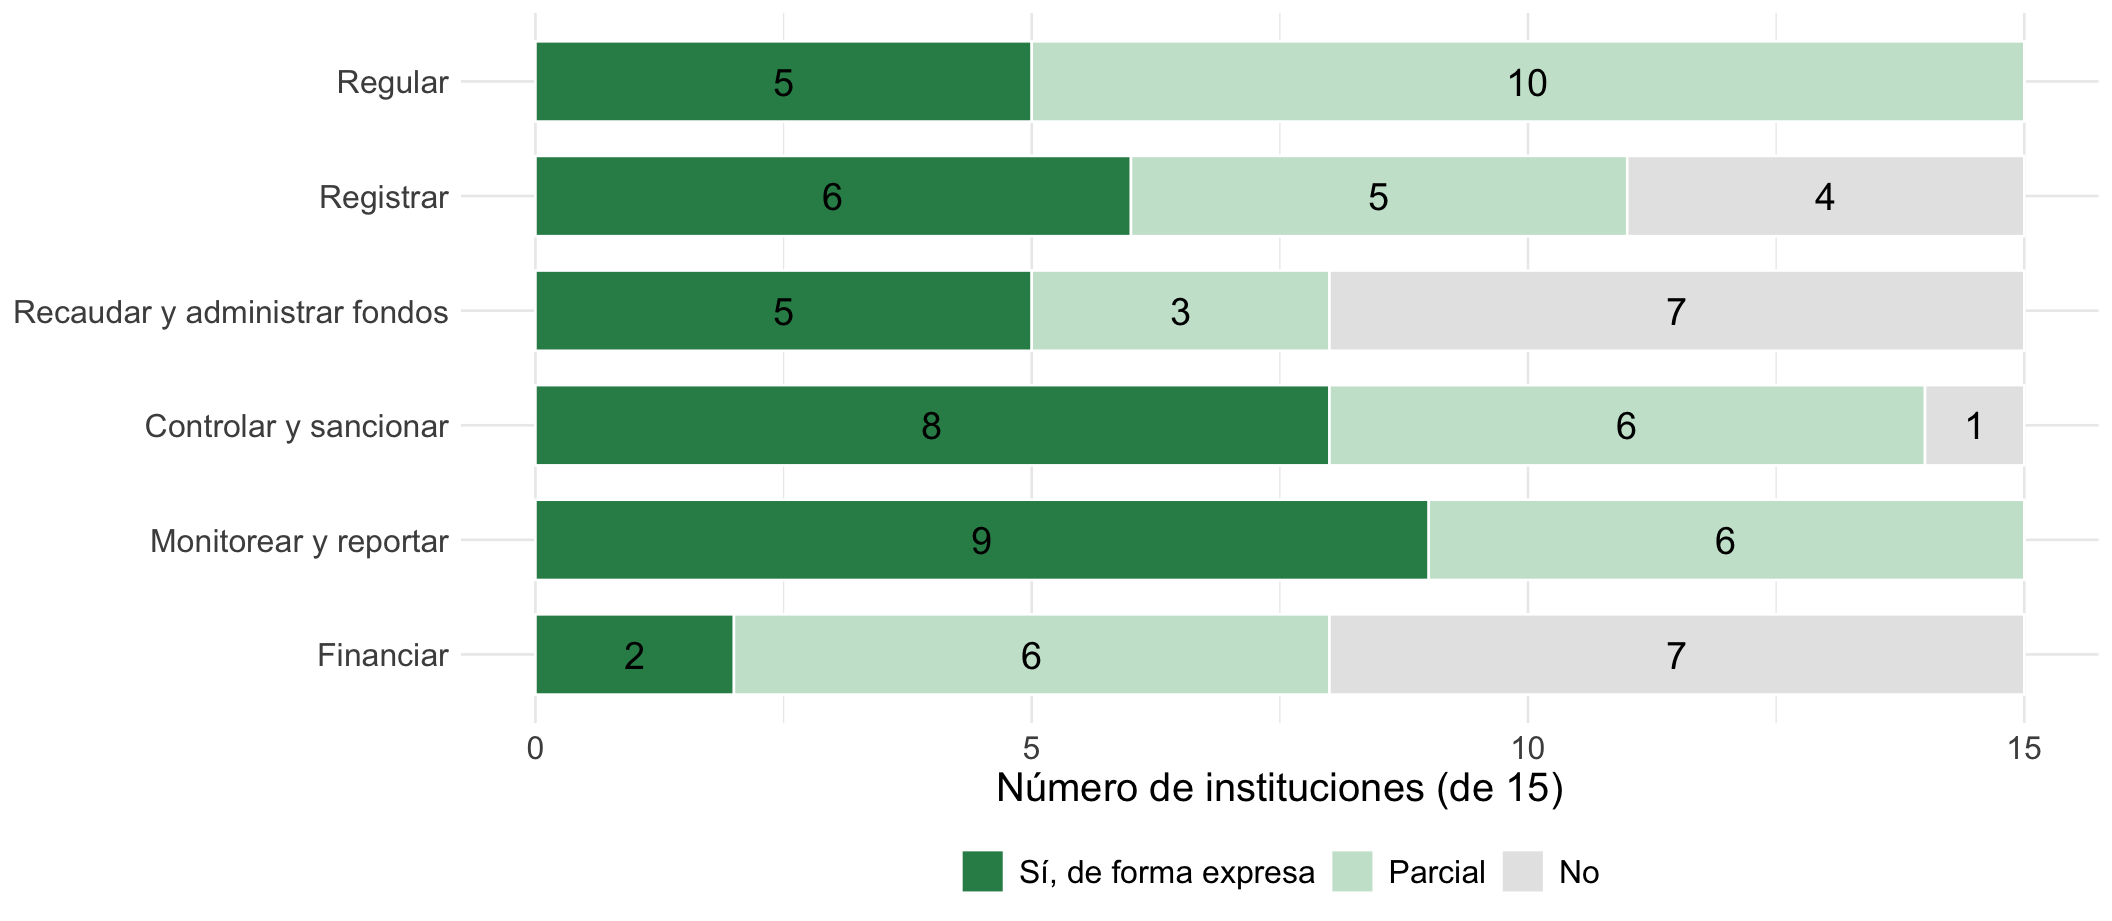 Regular 5 10
Registrar 6 5 4
Recaudar y administrar fondos 5 3 7
Controlar y sancionar 8 6 1
Monitorear y reportar 9 6
Financiar 2 6 7
0 5 10 15
Número de instituciones (de 15)
Sí, de forma expresa Parcial No